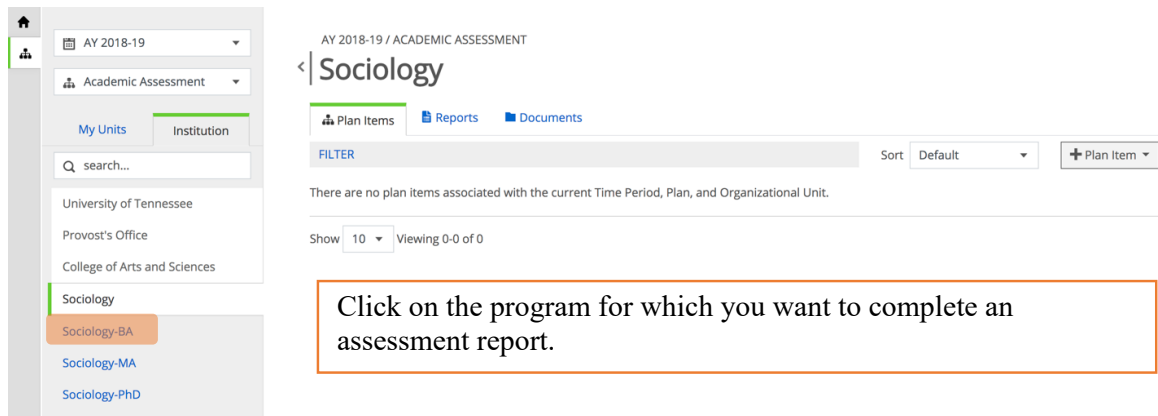 AY 2018-19
Academic Assessment
My Units
Institution
search...
University of Tennessee
Provost's Office
College of Arts and Sciences
Sociology
Sociology-BA
Sociology-MA
Sociology-PhD
AY 2018-19 / ACADEMIC ASSESSMENT
< Sociology
Plan Items
Reports
Documents
FILTER
Sort Default
+ Plan Item
There are no plan items associated with the current Time Period, Plan, and Organizational Unit.
Show 10 Viewing 0-0 of 0
Click on the program for which you want to complete an
assessment report.